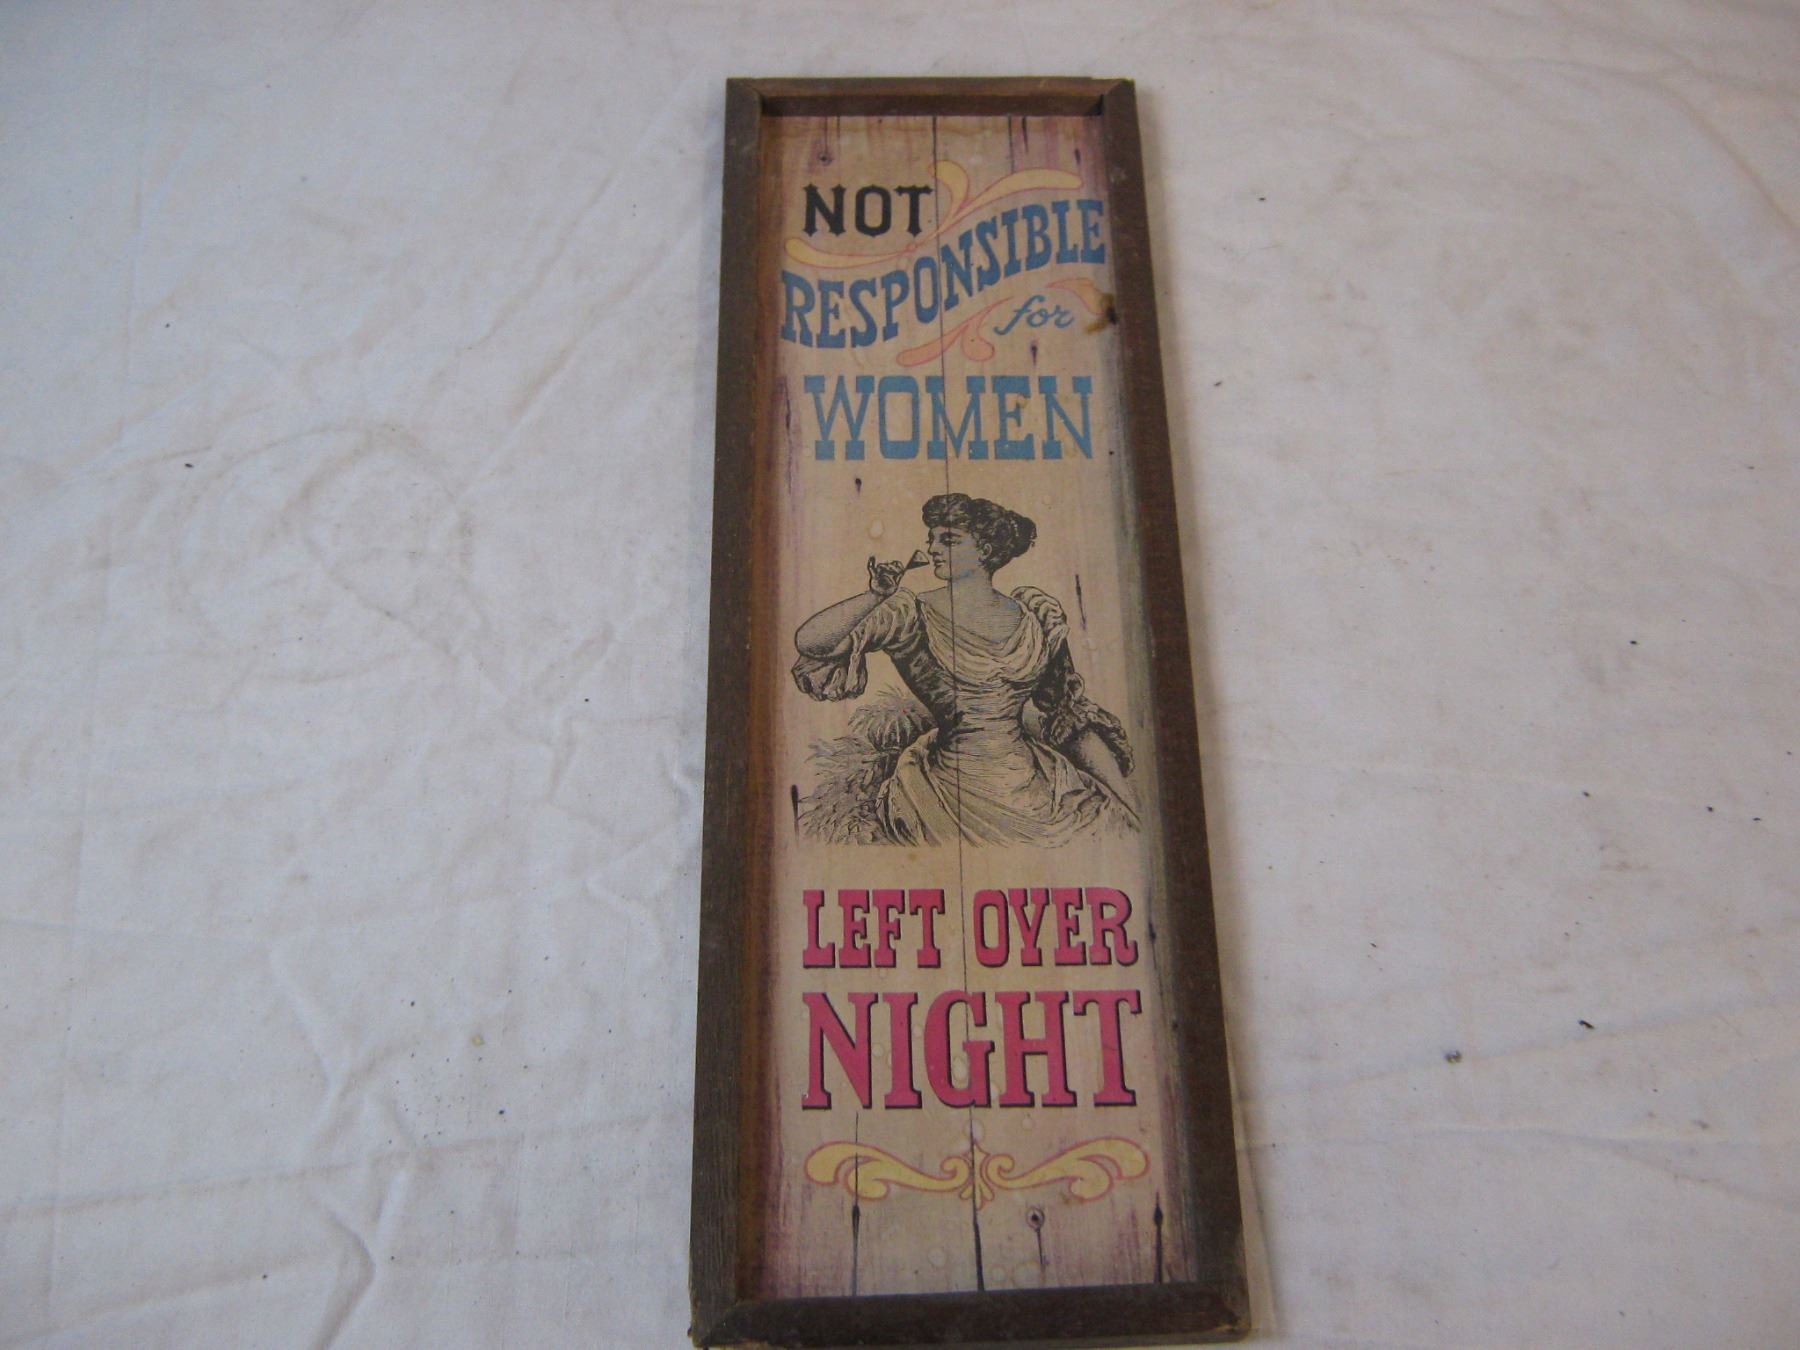 NOT
RESPONSIBLE
for
WOMEN
LEFT OVER
NIGHT